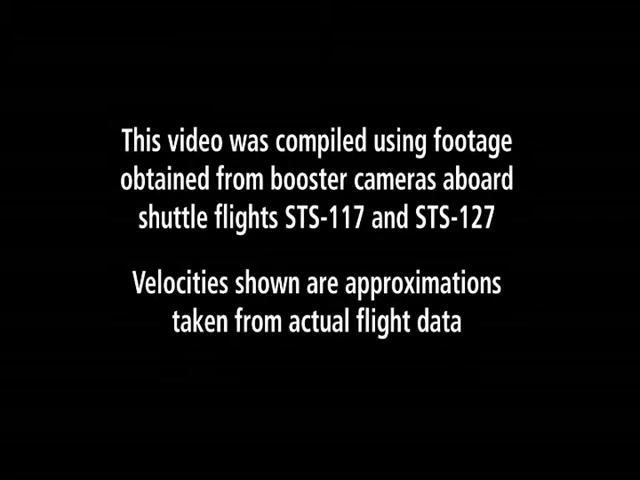 This video was compiled using footage
obtained from booster cameras aboard
shuttle flights STS-117 and STS-127
Velocities shown are approximations
taken from actual flight data